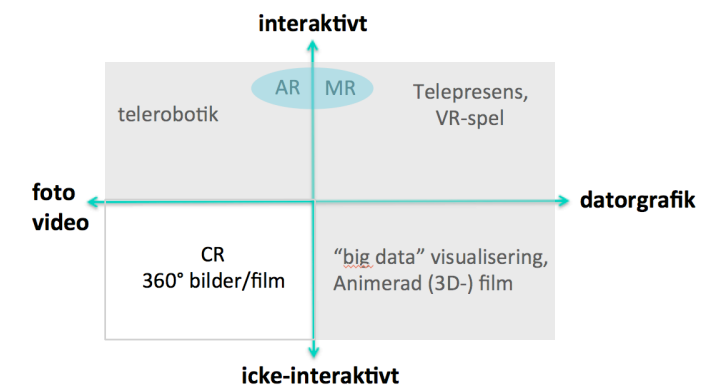 interaktivt
AR MR
telerobotik
Telepresens,
VR-spel
foto
video
datorgrafik
CR
360° bilder/film
“big data” visualisering,
Animerad (3D-) film
icke-interaktivt